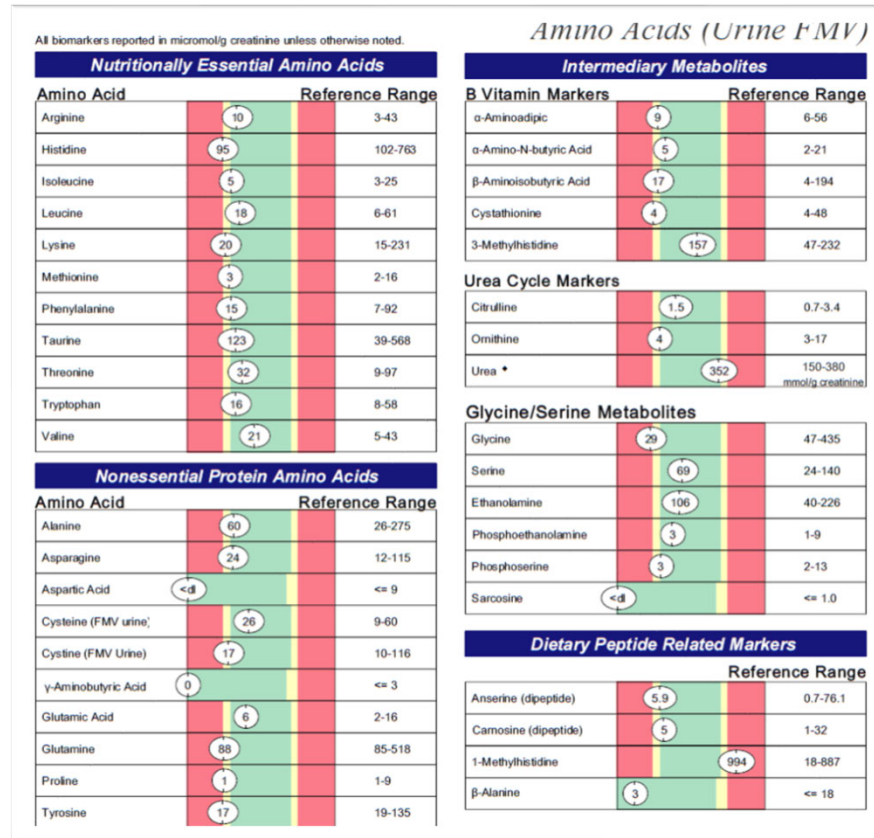 Amino Acids (Urine FMV)
All biomarkers reported in micromol/g creatinine unless otherwise noted.
Nutritionally Essential Amino Acids
Amino Acid Reference Range
Arginine 10 3-43
Histidine 95 102-763
Isoleucine 5 3-25
Leucine 18 6-61
Lysine 20 15-231
Methionine 3 2-16
Phenylalanine 15 7-92
Taurine 123 39-568
Threonine 32 9-97
Tryptophan 16 8-58
Valine 21 5-43
Nonessential Protein Amino Acids
Amino Acid Reference Range
Alanine 60 26-275
Asparagine 24 12-115
Aspartic Acid <dl <= 9
Cysteine (FMV urine) 26 9-60
Cystine (FMV Urine) 17 10-116
γ-Aminobutyric Acid 0 <= 3
Glutamic Acid 6 2-16
Glutamine 88 85-518
Proline 1 1-9
Tyrosine 17 19-135
Intermediary Metabolites
B Vitamin Markers Reference Range
α-Aminoadipic 9 6-56
α-Amino-N-butyric Acid 5 2-21
β-Aminoisobutyric Acid 17 4-194
Cystathionine 4 4-48
3-Methylhistidine 157 47-232
Urea Cycle Markers
Citrulline 1.5 0.7-3.4
Ornithine 4 3-17
Urea ♦ 352 150-380
mmol/g creatinine
Glycine/Serine Metabolites
Glycine 29 47-435
Serine 69 24-140
Ethanolamine 106 40-226
Phosphoethanolamine 3 1-9
Phosphoserine 3 2-13
Sarcosine <dl <= 1.0
Dietary Peptide Related Markers
Reference Range
Anserine (dipeptide) 5.9 0.7-76.1
Carnosine (dipeptide) 5 1-32
1-Methylhistidine 994 18-887
β-Alanine 3 <= 18